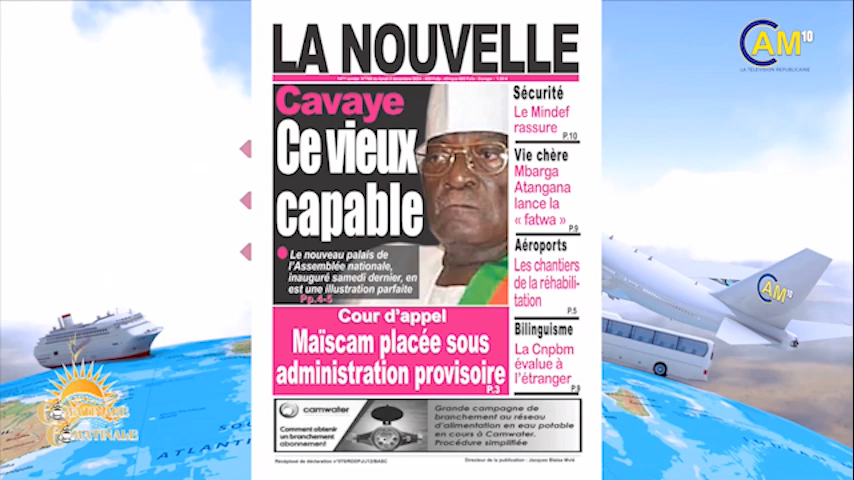 LA NOUVELLE
CAM10
LA TÉLÉVISION RÉPUBLICAINE
Cavaye
Ce vieux
capable
Le nouveau palais de
l'Assemblée nationale,
inauguré samedi dernier, en
est une illustration parfaite
Pp.4-5
Sécurité
Le Mindef
rassure
P.10
Vie chère
Mbarga
Atangana
lance la
« fatwa »
P.9
Aéroports
Les chantiers
de la réhabili-
tation
P.5
Bilinguisme
La Cnpbm
évalue à
l'étranger
Cour d'appel
Maïscam placée sous
administration provisoire
P.3
camwater
Comment obtenir
un branchement
abonnement
Grande campagne de
branchement au réseau
d'alimentation en eau potable
en cours à Camwater.
Procédure simplifiée
Directeur de la publication : Jacques Blaise Mvié
CAM10